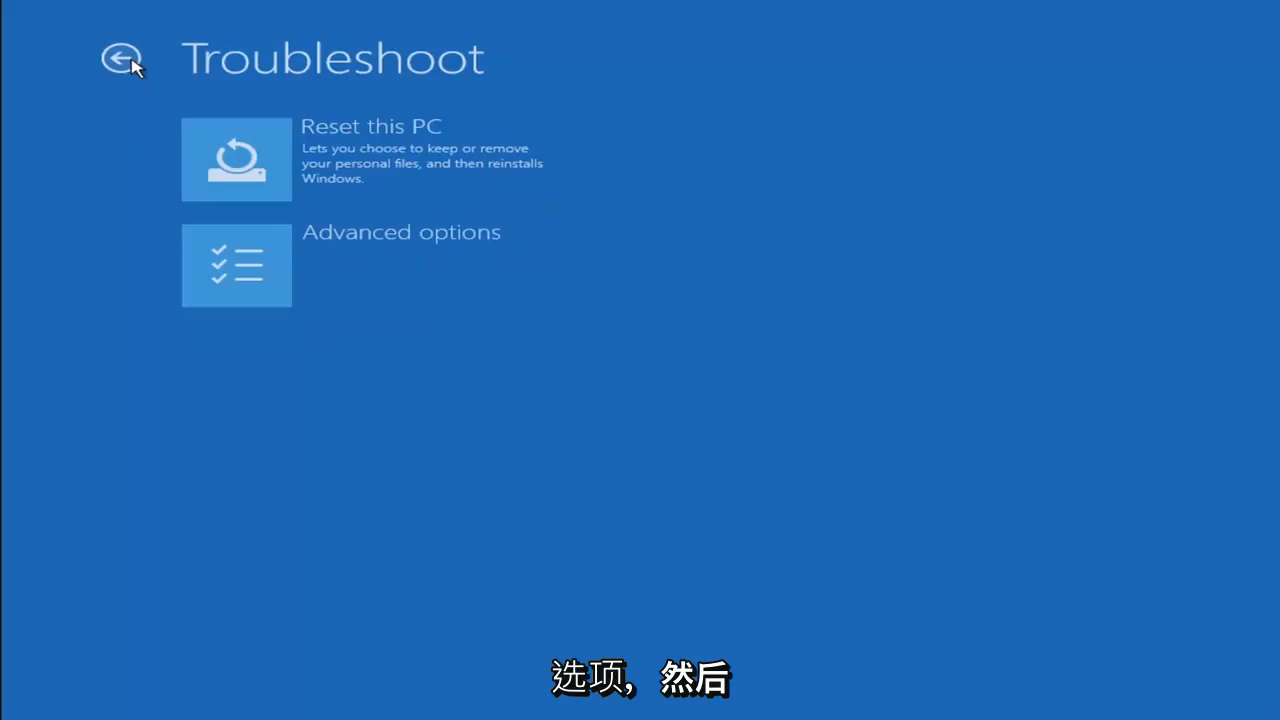 Troubleshoot
Reset this PC
Lets you choose to keep or remove
your personal files, and then reinstalls
Windows.
Advanced options
选项，然后